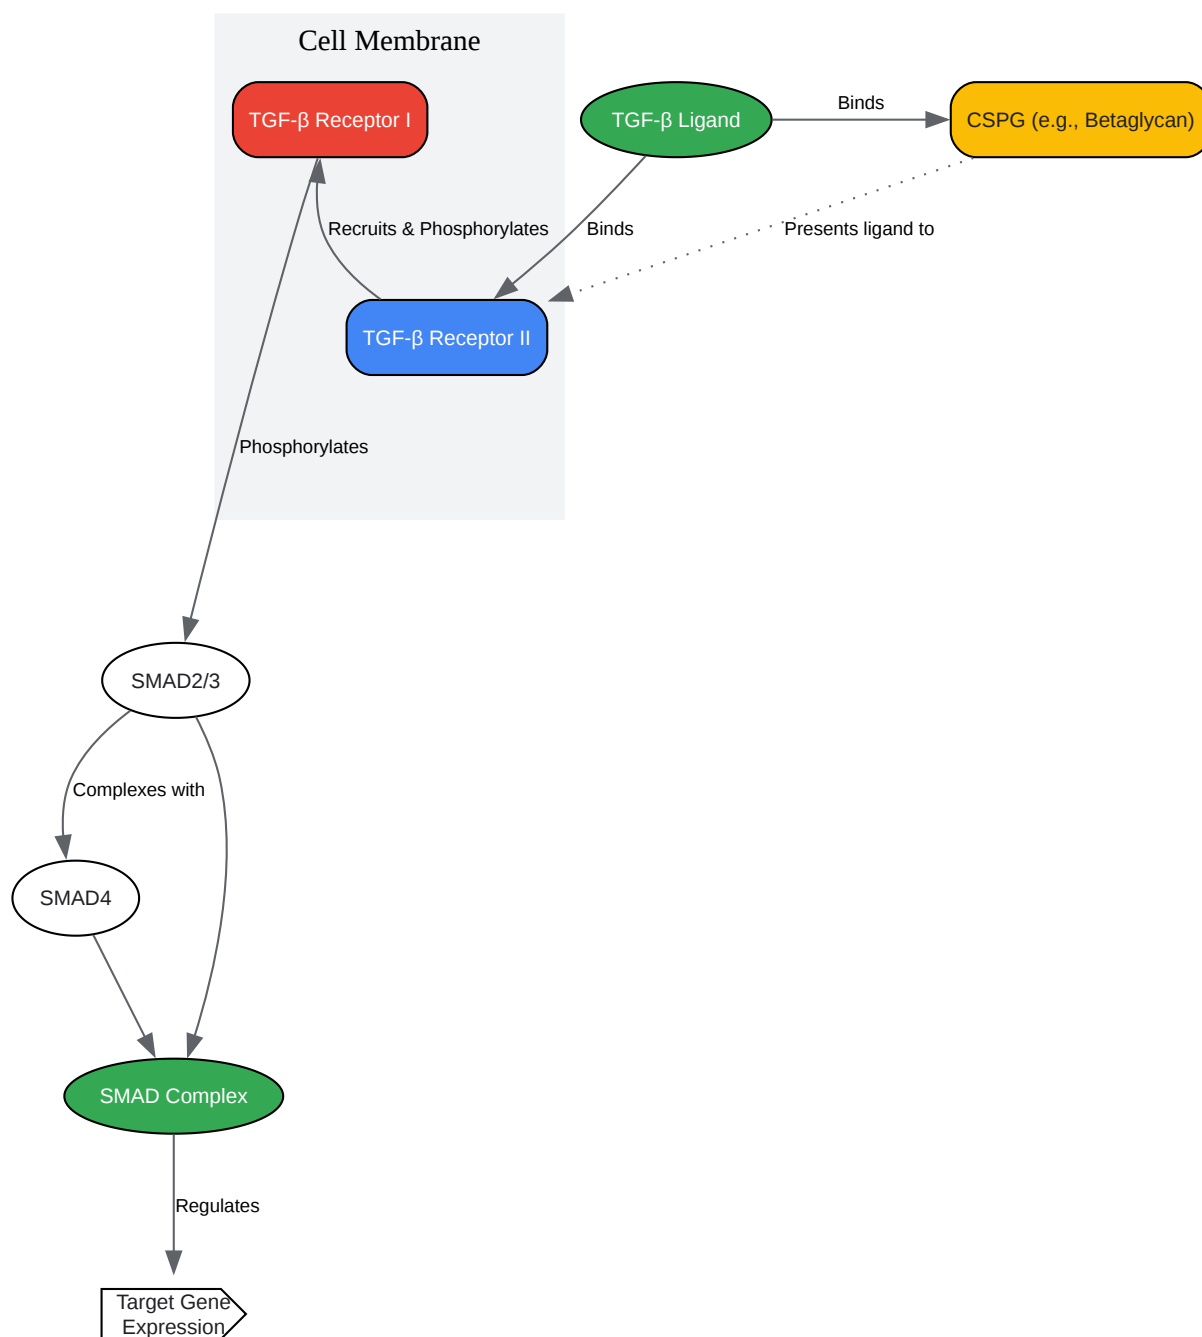 Cell Membrane
TGF-β Receptor I
TGF-β Ligand
Binds
CSPG (e.g., Betaglycan)
Recruits & Phosphorylates
Binds
Presents ligand to
TGF-β Receptor II
Phosphorylates
SMAD2/3
Complexes with
SMAD4
SMAD Complex
Regulates
Target Gene
Expression